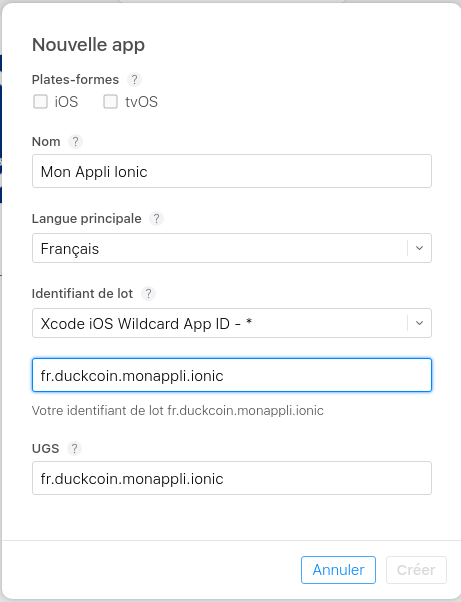 Nouvelle app
Plates-formes ?
iOS tvOS
Nom ?
Mon Appli Ionic
Langue principale ?
Français
Identifiant de lot ?
Xcode iOS Wildcard App ID - *
fr.duckcoin.monappli.ionic
Votre identifiant de lot fr.duckcoin.monappli.ionic
UGS ?
fr.duckcoin.monappli.ionic
Annuler Créer